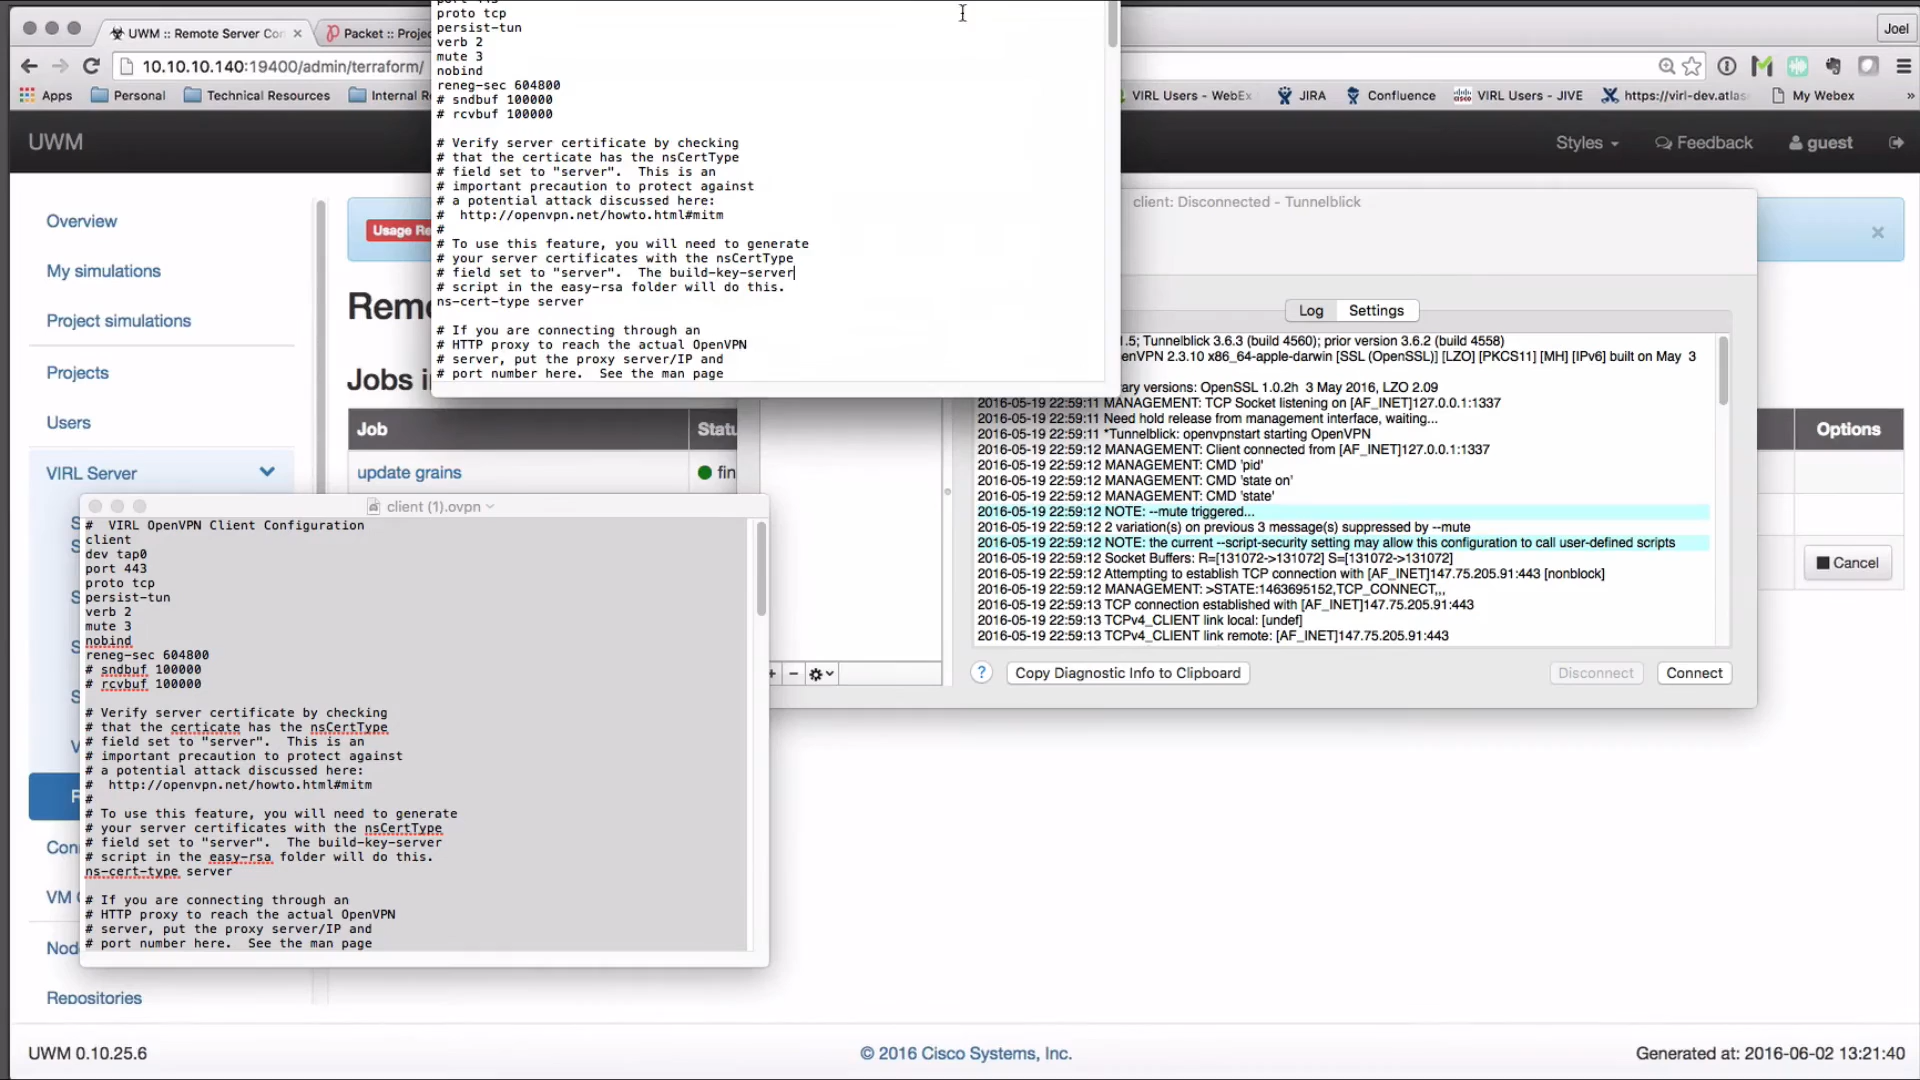 UWM :: Remote Server Con
Packet :: Proje
Joel
10.10.10.140:19400/admin/terraform/
Apps
Personal
Technical Resources
Internal R
VIRL Users - WebEx
JIRA
Confluence
VIRL Users - JIVE
https://virl-dev.atlas
My Webex
»
UWM
Styles
Feedback
guest
Overview
My simulations
Project simulations
Projects
Users
VIRL Server
VM
Repositories
Usage Re
Jobs i
Job
Statu
Options
update grains
fin
Cancel
proto tcp
persist-tun
verb 2
mute 3
nobind
reneg-sec 604800
# sndbuf 100000
# rcvbuf 100000
# Verify server certificate by checking
# that the certicate has the nsCertType
# field set to "server".  This is an
# important precaution to protect against
# a potential attack discussed here:
#  http://openvpn.net/howto.html#mitm
#
# To use this feature, you will need to generate
# your server certificates with the nsCertType
# field set to "server".  The build-key-server
# script in the easy-rsa folder will do this.
ns-cert-type server
# If you are connecting through an
# HTTP proxy to reach the actual OpenVPN
# server, put the proxy server/IP and
# port number here.  See the man page
client: Disconnected - Tunnelblick
Log
Settings
1.5; Tunnelblick 3.6.3 (build 4560); prior version 3.6.2 (build 4558)
enVPN 2.3.10 x86_64-apple-darwin [SSL (OpenSSL)] [LZO] [PKCS11] [MH] [IPv6] built on May 3
ary versions: OpenSSL 1.0.2h 3 May 2016, LZO 2.09
2016-05-19 22:59:11 MANAGEMENT: TCP Socket listening on [AF_INET]127.0.0.1:1337
2016-05-19 22:59:11 Need hold release from management interface, waiting...
2016-05-19 22:59:11 *Tunnelblick: openvpnstart starting OpenVPN
2016-05-19 22:59:12 MANAGEMENT: Client connected from [AF_INET]127.0.0.1:1337
2016-05-19 22:59:12 MANAGEMENT: CMD 'pid'
2016-05-19 22:59:12 MANAGEMENT: CMD 'state on'
2016-05-19 22:59:12 MANAGEMENT: CMD 'state'
2016-05-19 22:59:12 NOTE: --mute triggered...
2016-05-19 22:59:12 2 variation(s) on previous 3 message(s) suppressed by --mute
2016-05-19 22:59:12 NOTE: the current --script-security setting may allow this configuration to call user-defined scripts
2016-05-19 22:59:12 Socket Buffers: R=[131072->131072] S=[131072->131072]
2016-05-19 22:59:12 Attempting to establish TCP connection with [AF_INET]147.75.205.91:443 [nonblock]
2016-05-19 22:59:12 MANAGEMENT: >STATE:1463695152,TCP_CONNECT,,,
2016-05-19 22:59:13 TCP connection established with [AF_INET]147.75.205.91:443
2016-05-19 22:59:13 TCPv4_CLIENT link local: [undef]
2016-05-19 22:59:13 TCPv4_CLIENT link remote: [AF_INET]147.75.205.91:443
?
Copy Diagnostic Info to Clipboard
Disconnect
Connect
client (1).ovpn
#  VIRL OpenVPN Client Configuration
client
dev tap0
port 443
proto tcp
persist-tun
verb 2
mute 3
nobind
reneg-sec 604800
# sndbuf 100000
# rcvbuf 100000
# Verify server certificate by checking
# that the certicate has the nsCertType
# field set to "server".  This is an
# important precaution to protect against
# a potential attack discussed here:
#  http://openvpn.net/howto.html#mitm
#
# To use this feature, you will need to generate
# your server certificates with the nsCertType
# field set to "server".  The build-key-server
# script in the easy-rsa folder will do this.
ns-cert-type server
# If you are connecting through an
# HTTP proxy to reach the actual OpenVPN
# server, put the proxy server/IP and
# port number here.  See the man page
UWM 0.10.25.6
© 2016 Cisco Systems, Inc.
Generated at: 2016-06-02 13:21:40